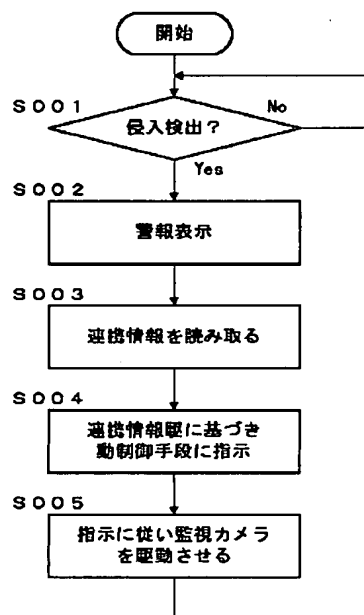 開始
S001
侵入検出？
No
Yes
S002
警報表示
S003
連携情報を読み取る
S004
連携情報駆に基づき
動制御手段に指示
S005
指示に従い監視カメラ
を駆動させる